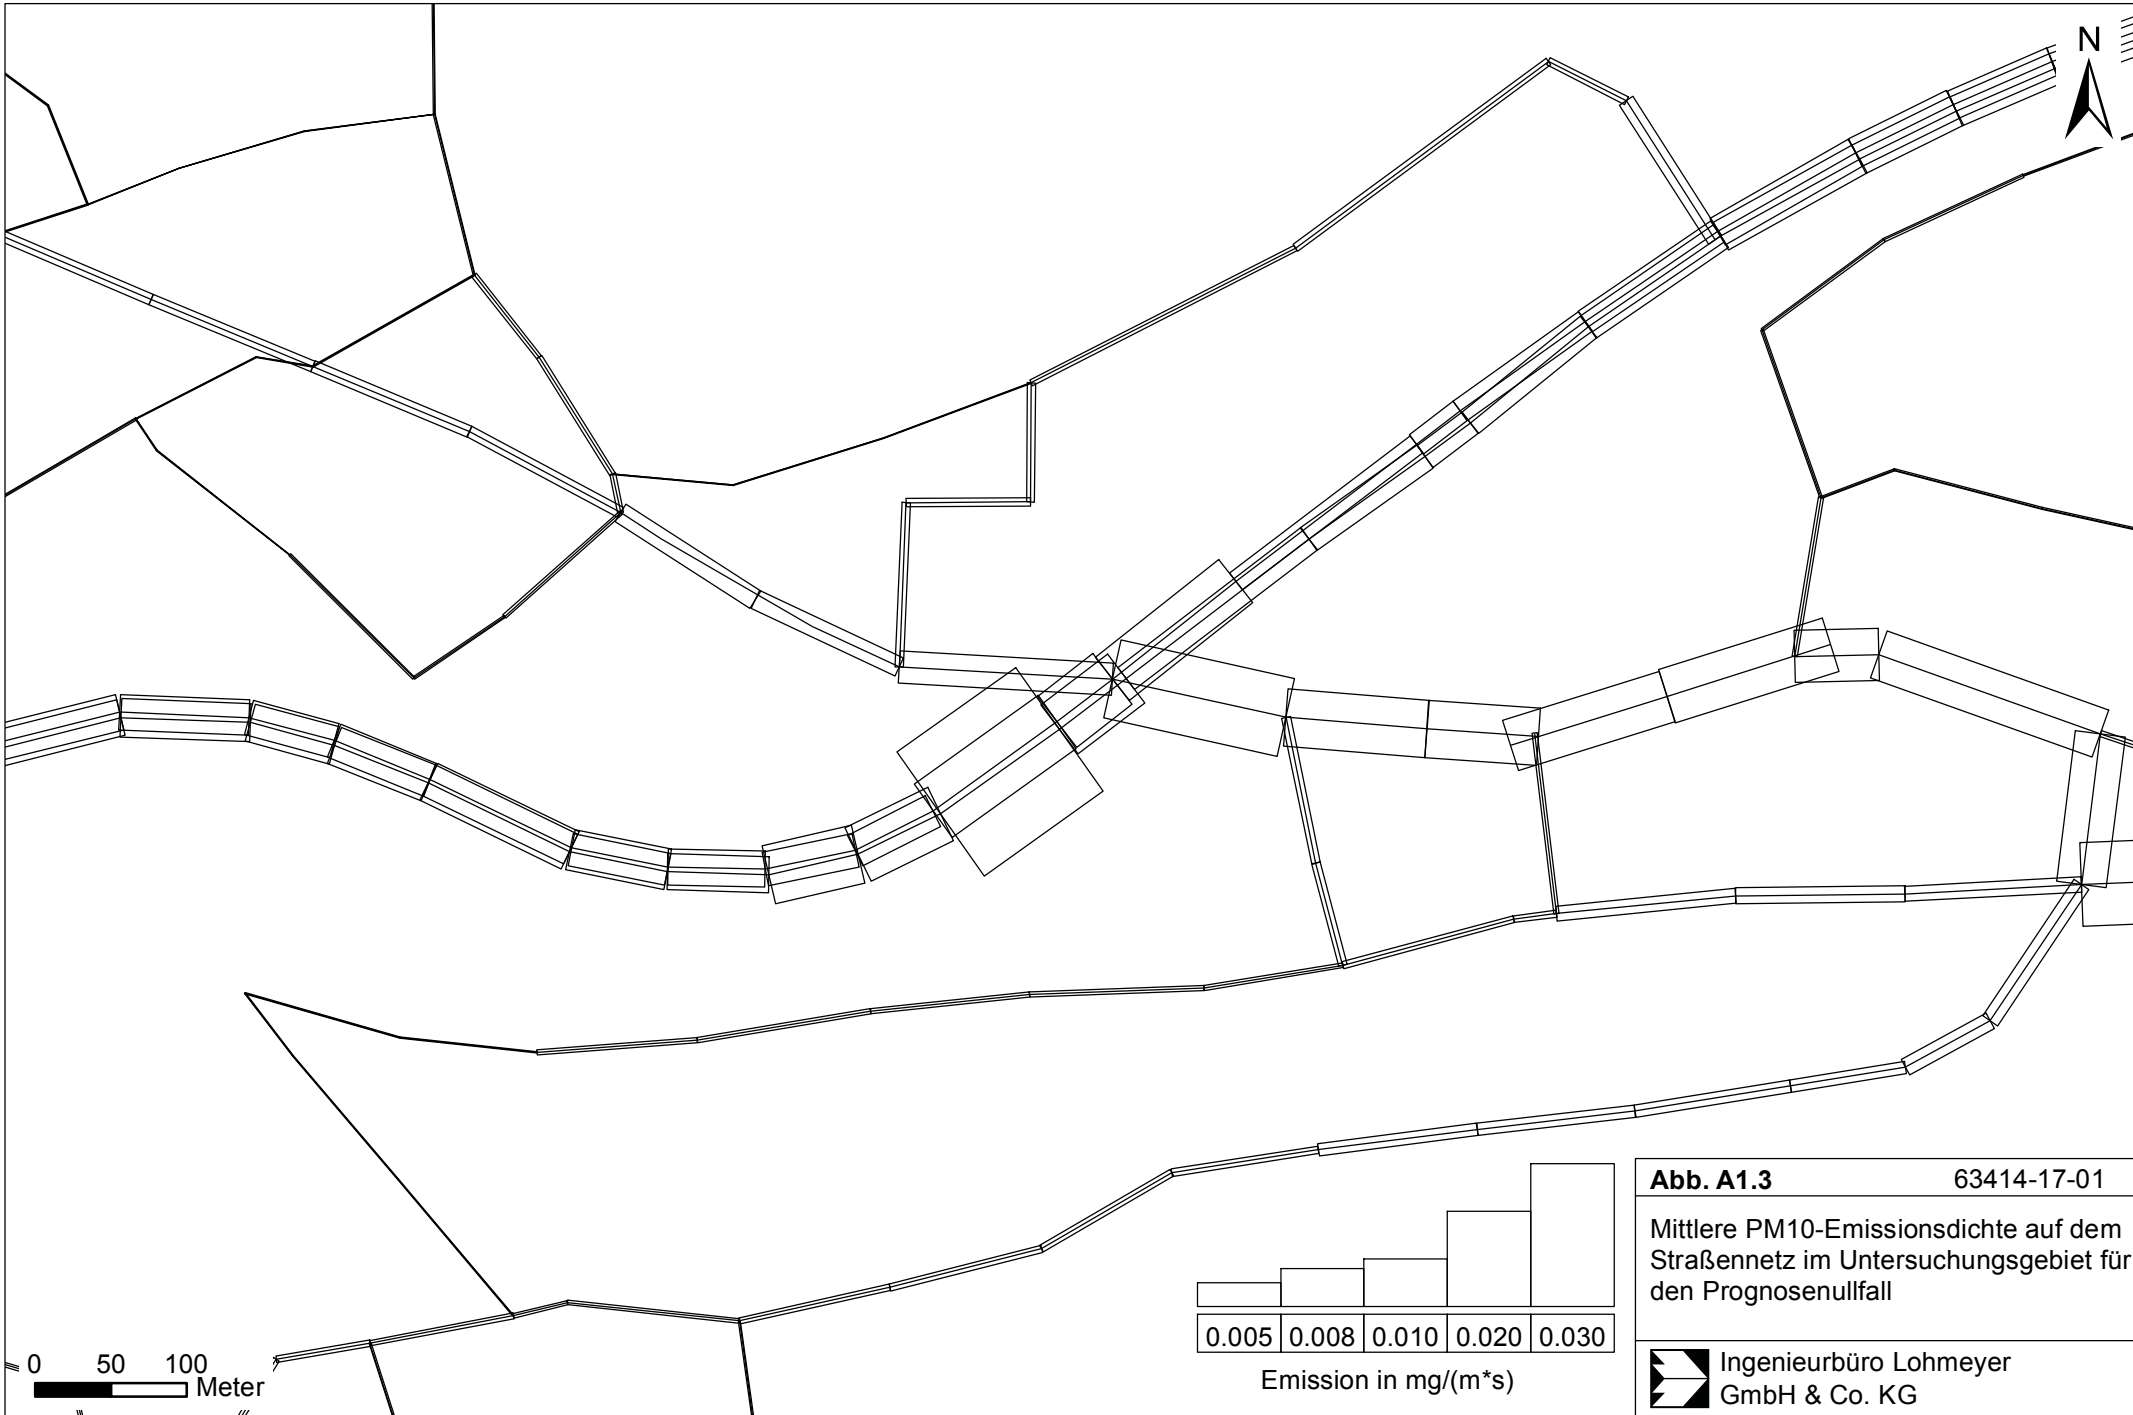 N
0 50 100
Meter
0.005 0.008 0.010 0.020 0.030
Emission in mg/(m*s)
Abb. A1.3 63414-17-01
Mittlere PM10-Emissionsdichte auf dem
Straßennetz im Untersuchungsgebiet für
den Prognosenullfall
Ingenieurbüro Lohmeyer
GmbH & Co. KG